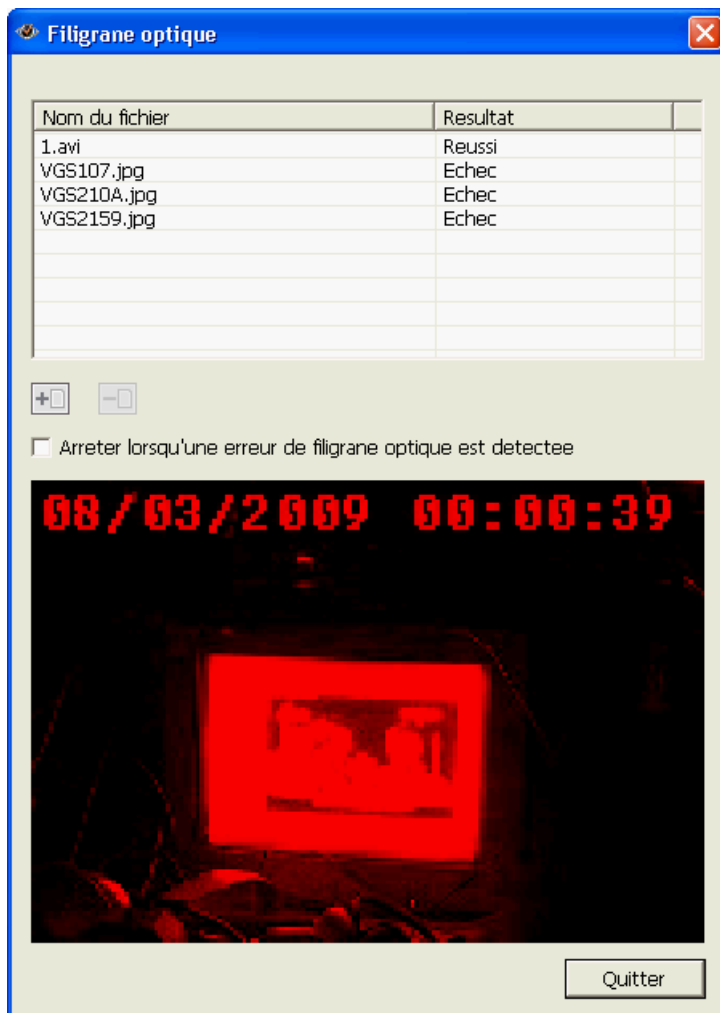 Filigrane optique
Nom du fichier Resultat
1.avi Reussi
VGS107.jpg Echec
VGS210A.jpg Echec
VGS2159.jpg Echec
Arreter lorsqu'une erreur de filigrane optique est detectee
08/03/2009 00:00:39
Quitter